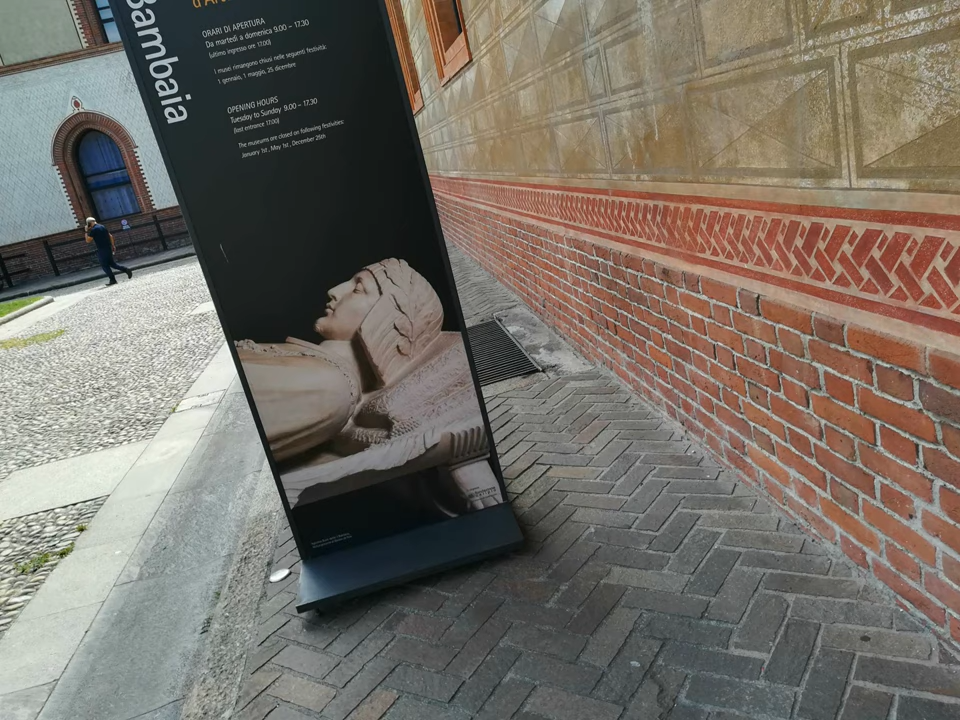 Bambaia
ORARI DI APERTURA
Da martedì a domenica 9.00 – 17.30
(ultimo ingresso ore 17.00)
I musei rimangono chiusi nelle seguenti festività:
1 gennaio, 1 maggio, 25 dicembre
OPENING HOURS
Tuesday to Sunday 9.00 – 17.30
(last entrance 17.00)
The museums are closed on following festivities:
January 1st, May 1st, December 25th